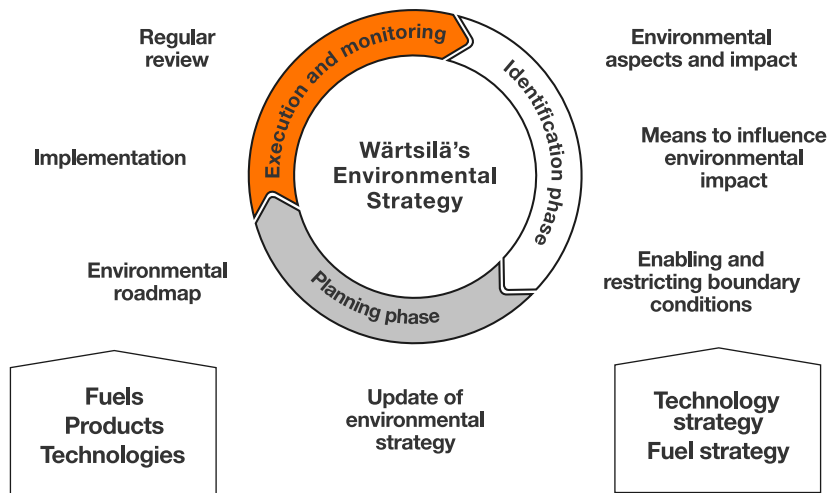 Regular
review
Execution and monitoring
Identification phase
Environmental
aspects and impact
Implementation
Wärtsilä’s
Environmental
Strategy
Means to influence
environmental
impact
Environmental
roadmap
Planning phase
Enabling and
restricting boundary
conditions
Fuels
Products
Technologies
Update of
environmental
strategy
Technology
strategy
Fuel strategy